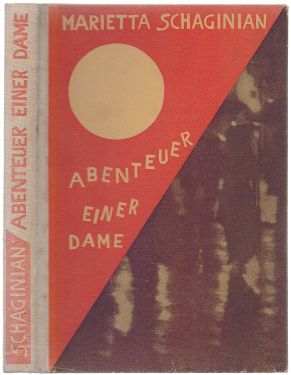 MARIETTA SCHAGINIAN
ABENTEUER
EINER
DAME
SCHAGINIAN / ABENTEUER EINER DAME